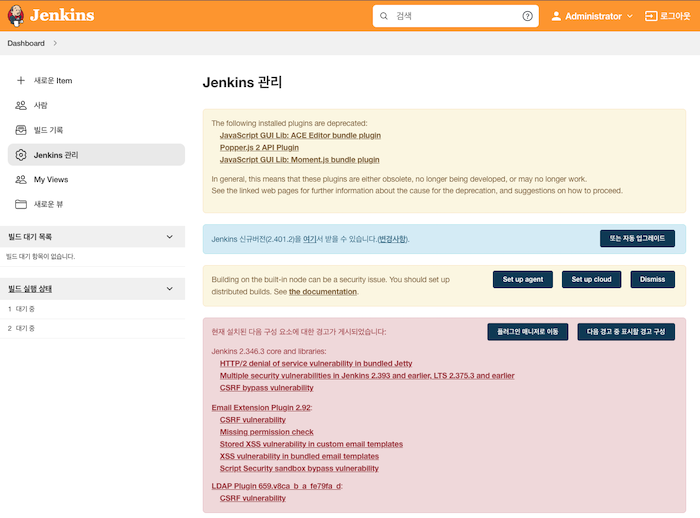 Jenkins
검색
Administrator
로그아웃
Dashboard
새로운 Item
사람
빌드 기록
Jenkins 관리
My Views
새로운 뷰
빌드 대기 목록
빌드 대기 항목이 없습니다.
빌드 실행 상태
1 대기 중
2 대기 중
Jenkins 관리
The following installed plugins are deprecated:
JavaScript GUI Lib: ACE Editor bundle plugin
Popper.js 2 API Plugin
JavaScript GUI Lib: Moment.js bundle plugin
In general, this means that these plugins are either obsolete, no longer being developed, or may no longer work.
See the linked web pages for further information about the cause for the deprecation, and suggestions on how to proceed.
Jenkins 신규버전(2.401.2)을 여기서 받을 수 있습니다.(변경사항).
또는 자동 업그레이드
Building on the built-in node can be a security issue. You should set up
distributed builds. See the documentation.
Set up agent
Set up cloud
Dismiss
현재 설치된 다음 구성 요소에 대한 경고가 게시되었습니다:
플러그인 매니저로 이동
다음 경고 중 표시할 경고 구성
Jenkins 2.346.3 core and libraries:
HTTP/2 denial of service vulnerability in bundled Jetty
Multiple security vulnerabilities in Jenkins 2.393 and earlier, LTS 2.375.3 and earlier
CSRF bypass vulnerability
Email Extension Plugin 2.92:
CSRF vulnerability
Missing permission check
Stored XSS vulnerability in custom email templates
XSS vulnerability in bundled email templates
Script Security sandbox bypass vulnerability
LDAP Plugin 659.v8ca_b_a_fe79fa_d:
CSRF vulnerability